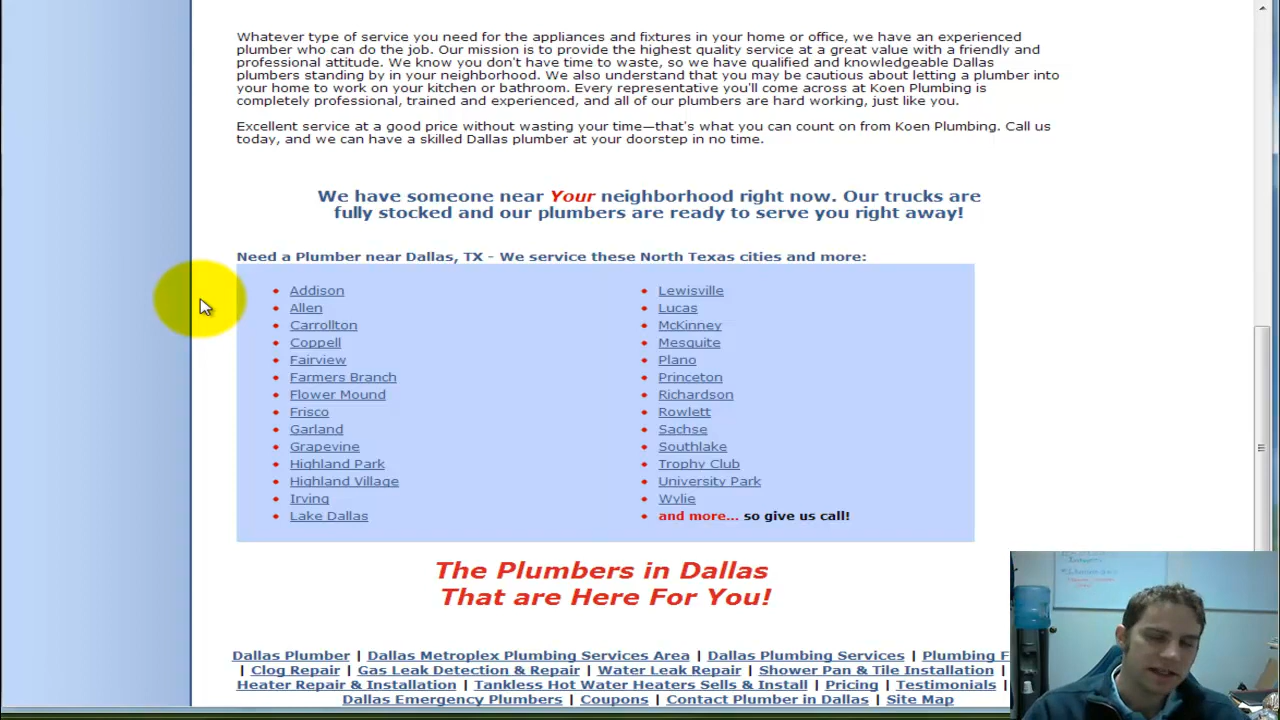 Whatever type of service you need for the appliances and fixtures in your home or office, we have an experienced
plumber who can do the job. Our mission is to provide the highest quality service at a great value with a friendly and
professional attitude. We know you don't have time to waste, so we have qualified and knowledgeable Dallas
plumbers standing by in your neighborhood. We also understand that you may be cautious about letting a plumber into
your home to work on your kitchen or bathroom. Every representative you'll come across at Koen Plumbing is
completely professional, trained and experienced, and all of our plumbers are hard working, just like you.
Excellent service at a good price without wasting your time—that's what you can count on from Koen Plumbing. Call us
today, and we can have a skilled Dallas plumber at your doorstep in no time.
We have someone near Your neighborhood right now. Our trucks are
fully stocked and our plumbers are ready to serve you right away!
Need a Plumber near Dallas, TX - We service these North Texas cities and more:
Addison
Allen
Carrollton
Coppell
Fairview
Farmers Branch
Flower Mound
Frisco
Garland
Grapevine
Highland Park
Highland Village
Irving
Lake Dallas
Lewisville
Lucas
McKinney
Mesquite
Plano
Princeton
Richardson
Rowlett
Sachse
Southlake
Trophy Club
University Park
Wylie
and more... so give us call!
The Plumbers in Dallas
That are Here For You!
Dallas Plumber | Dallas Metroplex Plumbing Services Area | Dallas Plumbing Services | Plumbing F
| Clog Repair | Gas Leak Detection & Repair | Water Leak Repair | Shower Pan & Tile Installation |
Heater Repair & Installation | Tankless Hot Water Heaters Sells & Install | Pricing | Testimonials |
Dallas Emergency Plumbers | Coupons | Contact Plumber in Dallas | Site Map